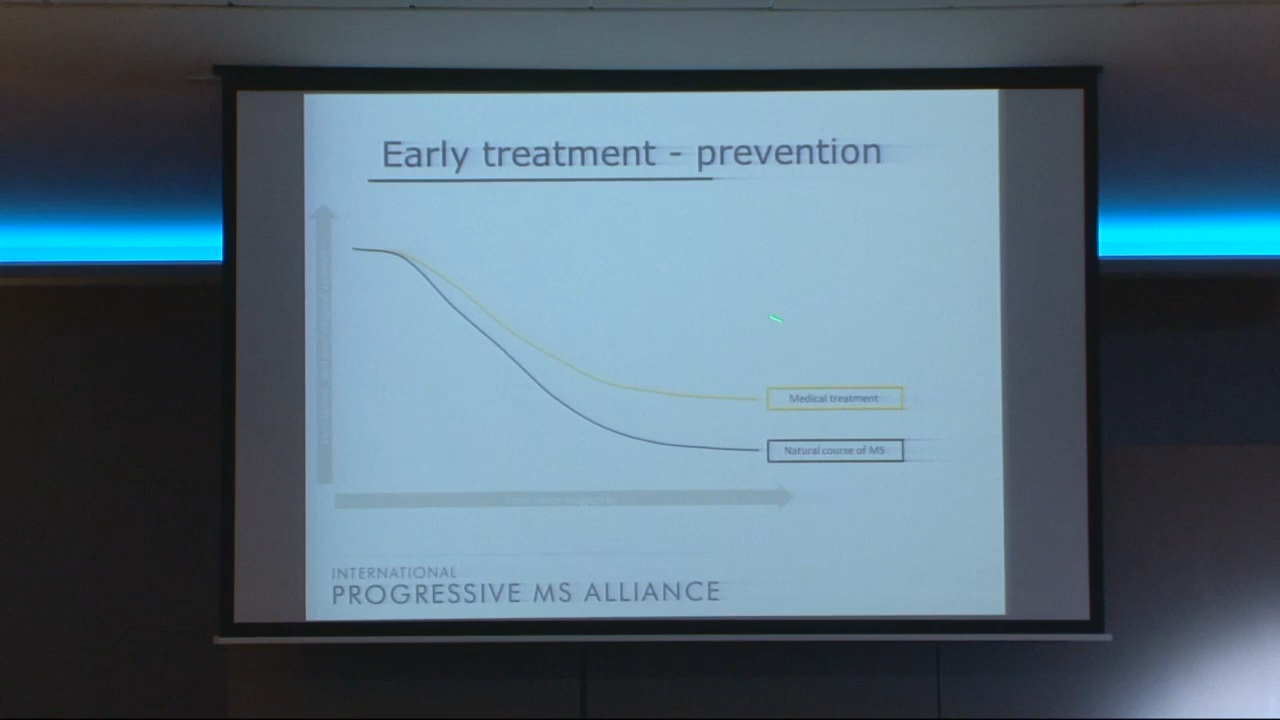 Early treatment - prevention
Medical treatment
Natural course of MS
INTERNATIONAL
PROGRESSIVE MS ALLIANCE